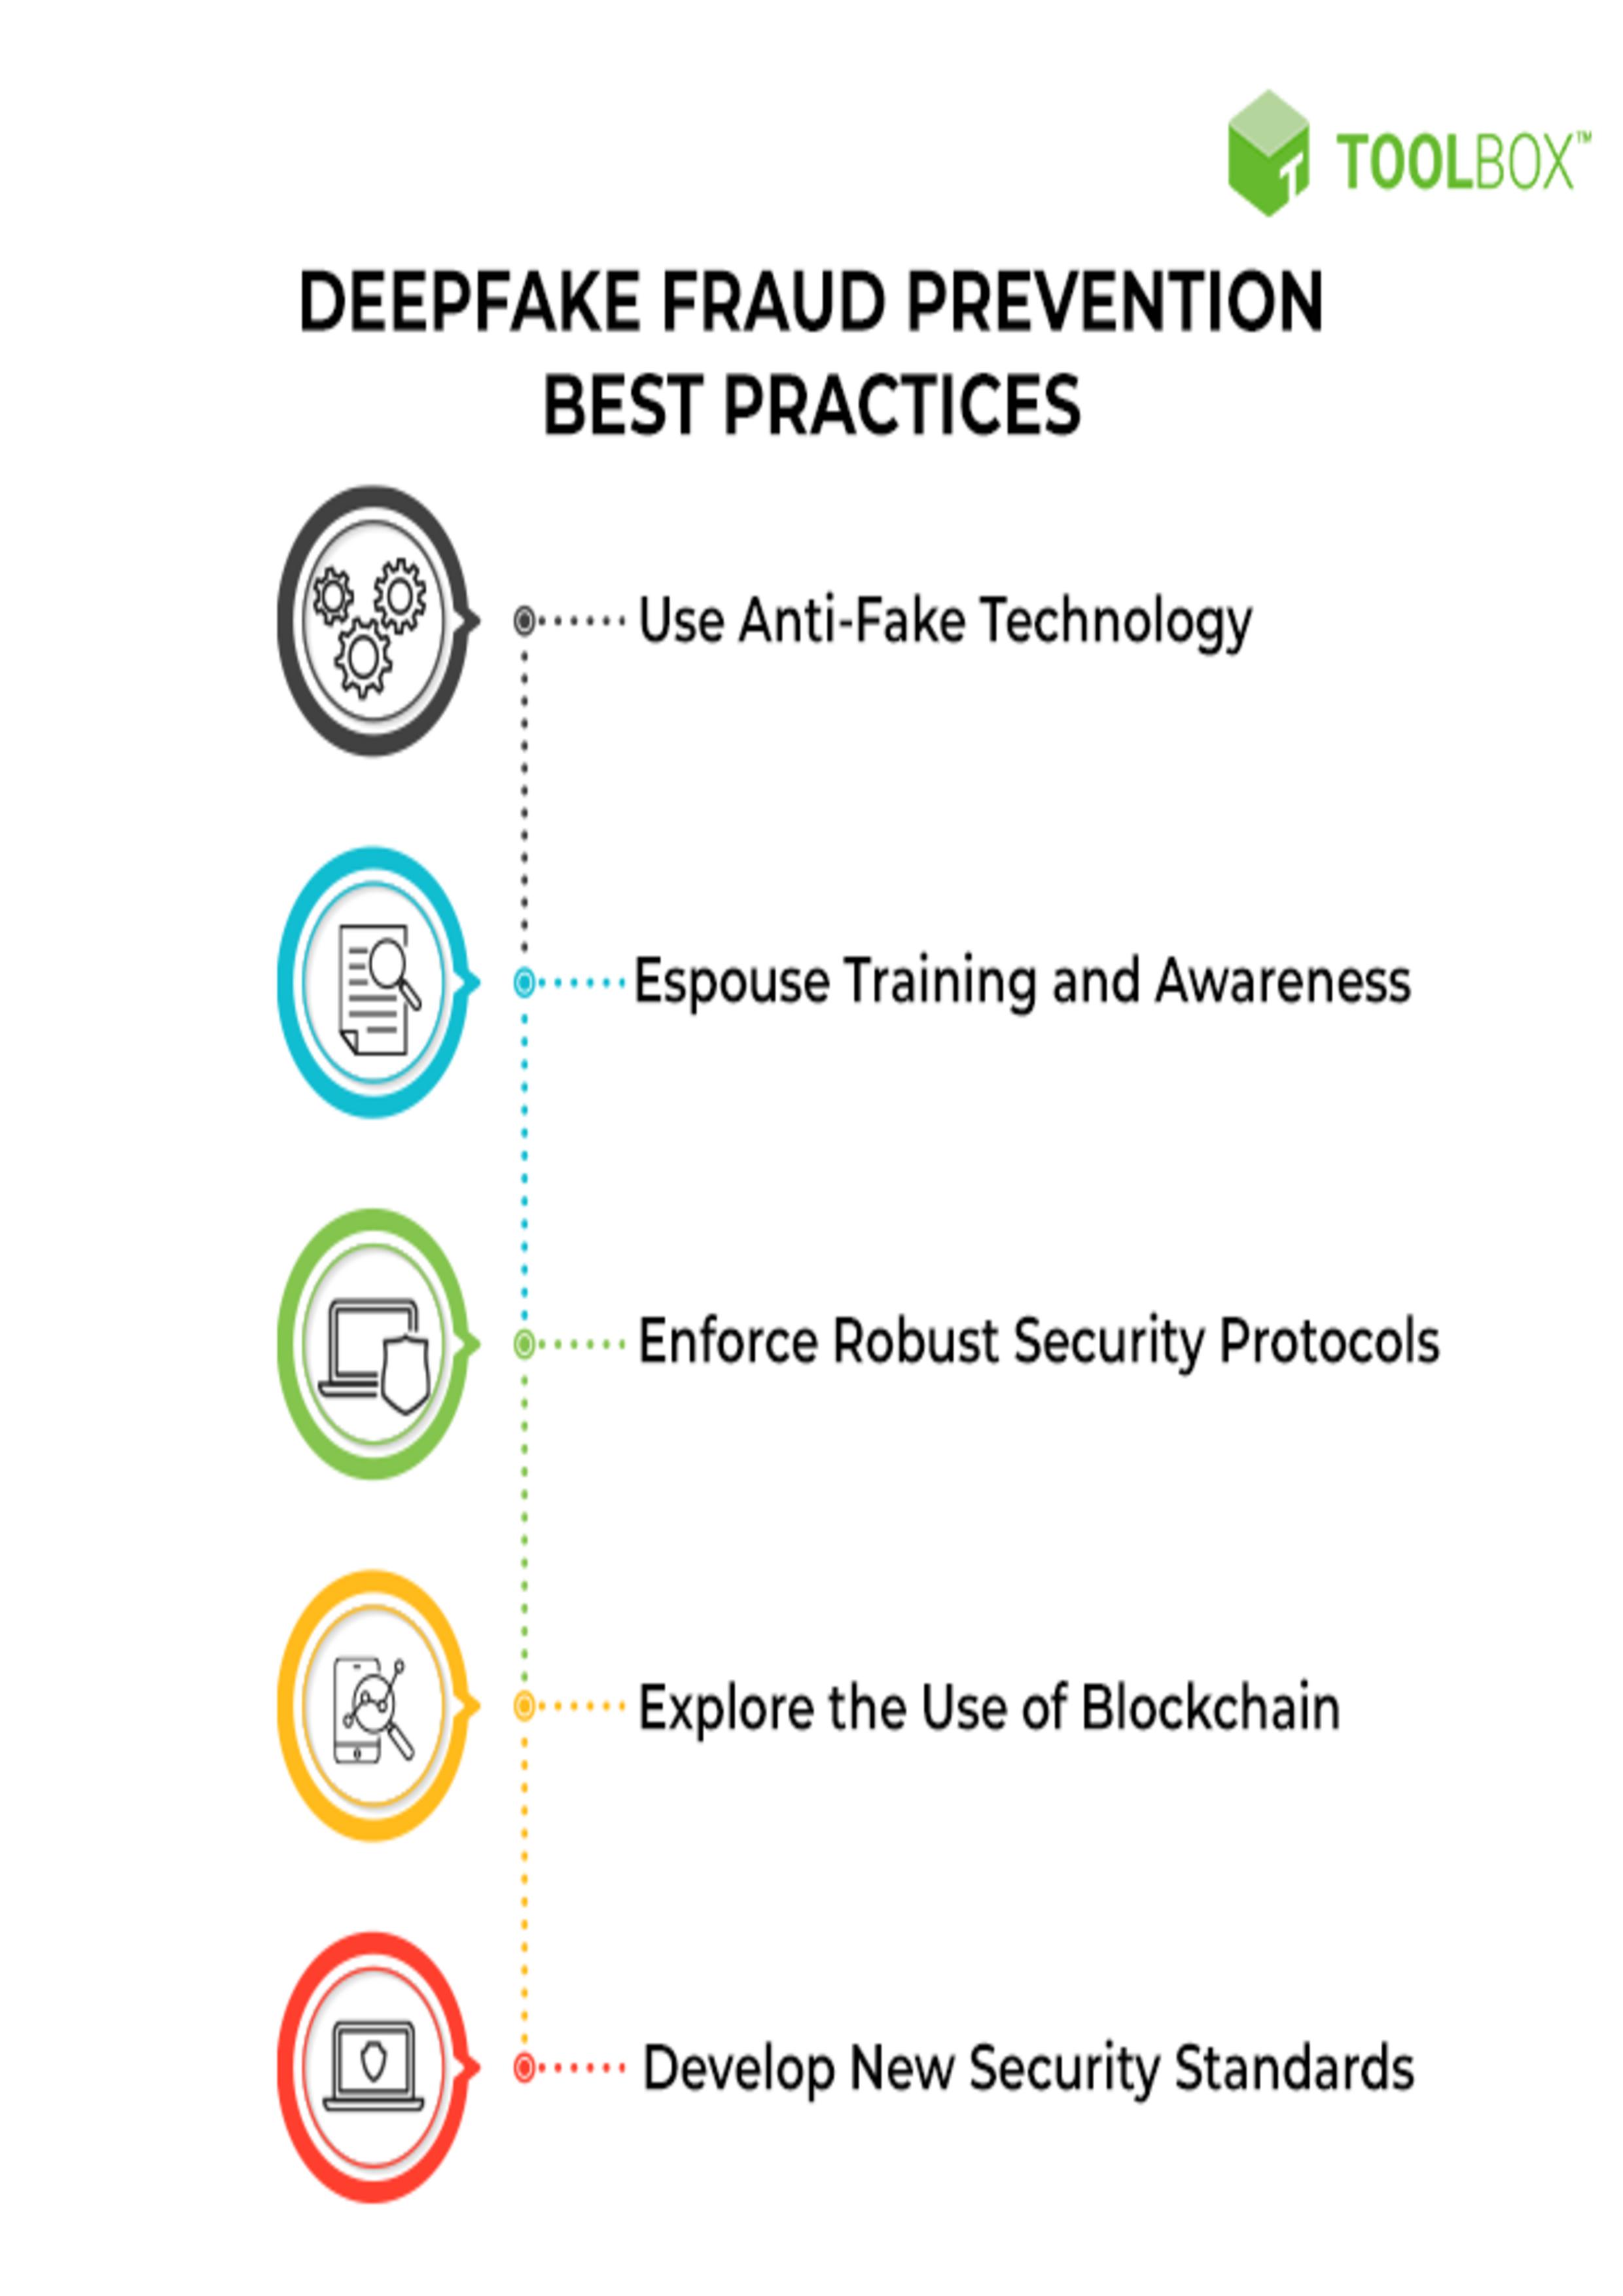 TOOLBOX™
DEEPFAKE FRAUD PREVENTION
BEST PRACTICES
Use Anti-Fake Technology
Espouse Training and Awareness
Enforce Robust Security Protocols
Explore the Use of Blockchain
Develop New Security Standards